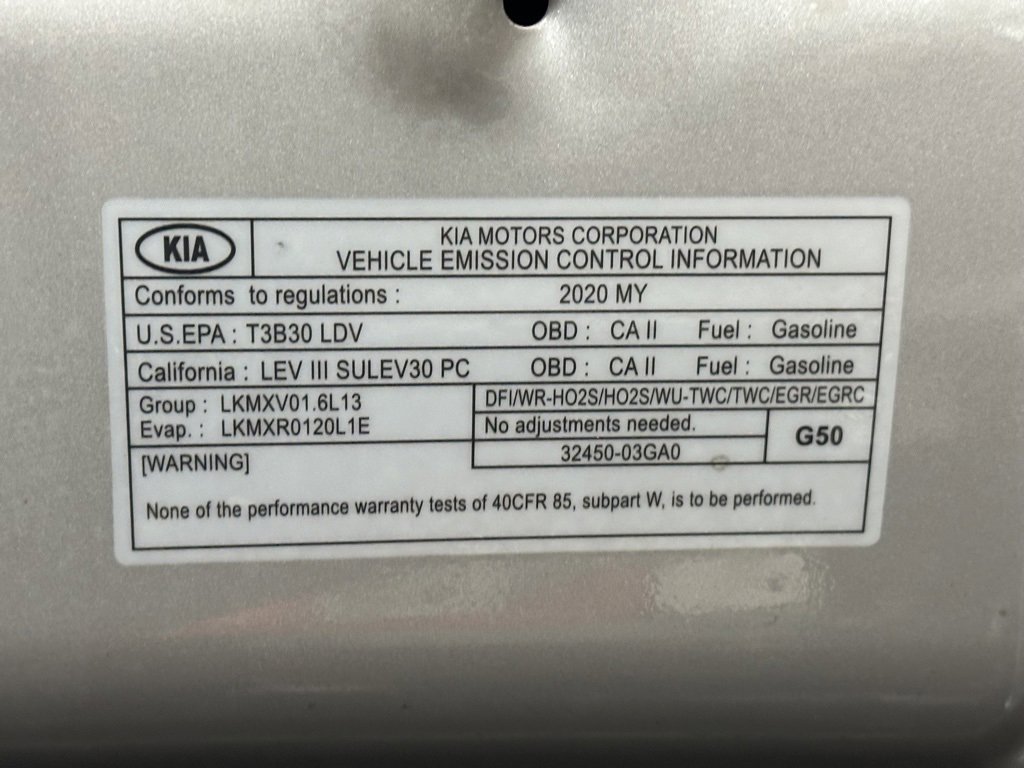 KIA
KIA MOTORS CORPORATION
VEHICLE EMISSION CONTROL INFORMATION
Conforms to regulations : 2020 MY
U.S.EPA : T3B30 LDV OBD : CA II Fuel : Gasoline
California : LEV III SULEV30 PC OBD : CA II Fuel : Gasoline
Group : LKMXV01.6L13
Evap. : LKMXR0120L1E
DFI/WR-HO2S/HO2S/WU-TWC/TWC/EGR/EGRC
No adjustments needed.
32450-03GA0
G50
[WARNING]
None of the performance warranty tests of 40CFR 85, subpart W, is to be performed.